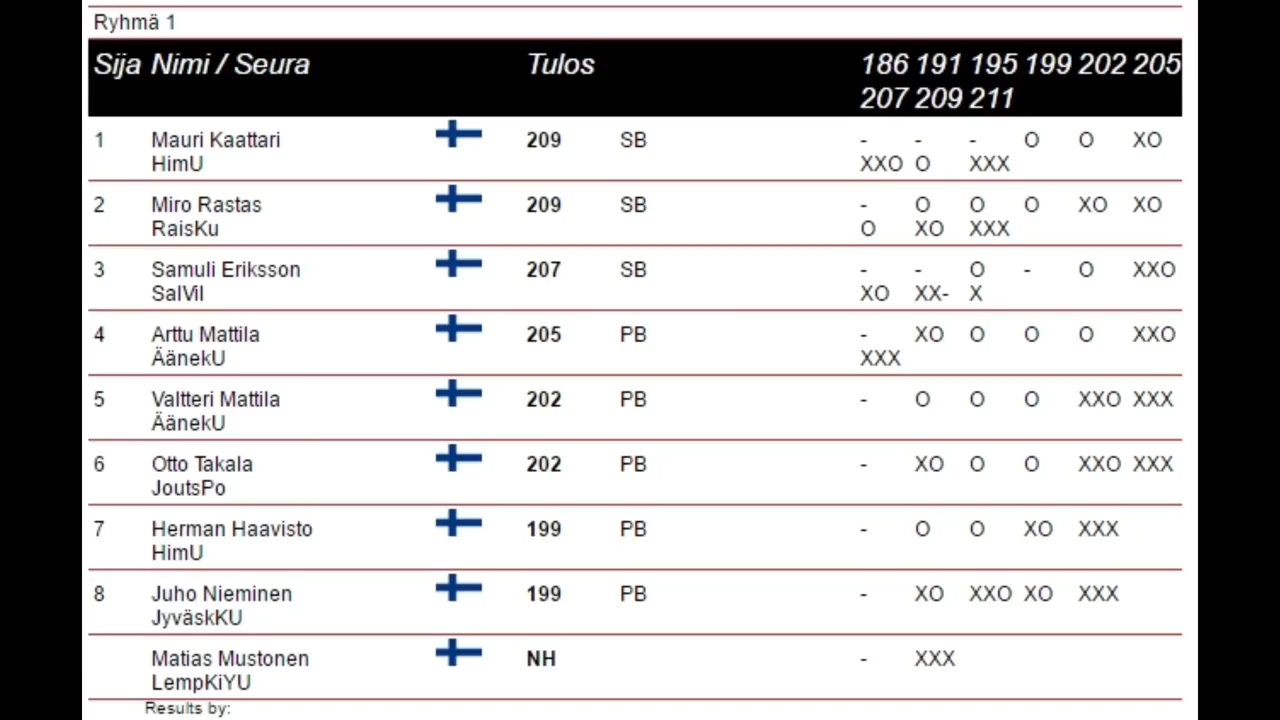 Ryhmä 1
Sija Nimi / Seura Tulos 186 191 195 199 202 205
207 209 211
1 Mauri Kaattari 209 SB - - - O O XO
HimU XXO O XXX
2 Miro Rastas 209 SB - O O O XO XO
RaisKu O XO XXX
3 Samuli Eriksson 207 SB - - O - O XXO
SalVil XO XX- X
4 Arttu Mattila 205 PB - XO O O O XXO
ÄänekU XXX
5 Valtteri Mattila 202 PB - O O O XXO XXX
ÄänekU
6 Otto Takala 202 PB - XO O O XXO XXX
JoutsPo
7 Herman Haavisto 199 PB - O O XO XXX
HimU
8 Juho Nieminen 199 PB - XO XXO XO XXX
JyväskKU
Matias Mustonen NH - XXX
LempKiYU
Results by: